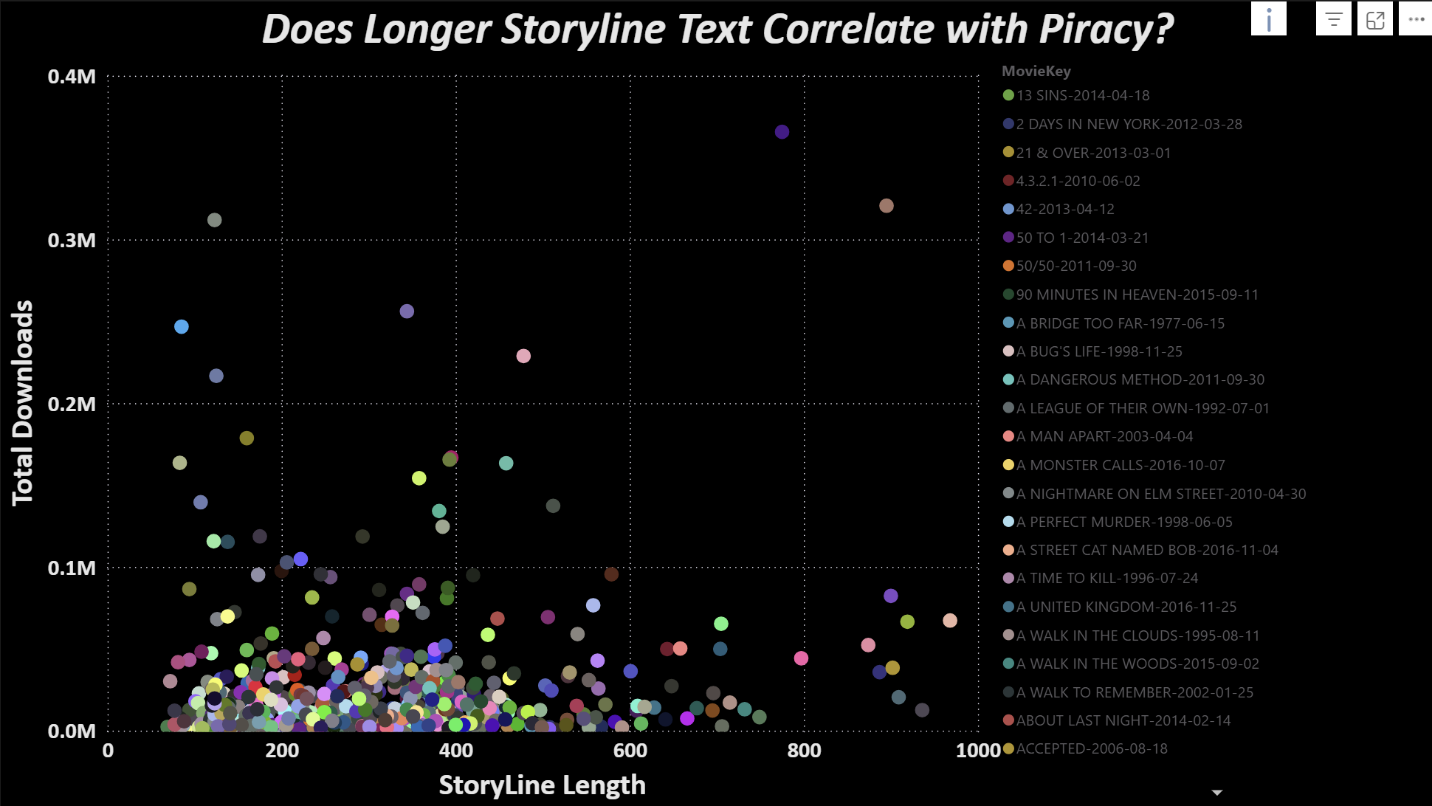 Does Longer Storyline Text Correlate with Piracy?
MovieKey
13 SINS-2014-04-18
2 DAYS IN NEW YORK-2012-03-28
21 & OVER-2013-03-01
4.3.2.1-2010-06-02
42-2013-04-12
50 TO 1-2014-03-21
50/50-2011-09-30
90 MINUTES IN HEAVEN-2015-09-11
A BRIDGE TOO FAR-1977-06-15
A BUG'S LIFE-1998-11-25
A DANGEROUS METHOD-2011-09-30
A LEAGUE OF THEIR OWN-1992-07-01
A MAN APART-2003-04-04
A MONSTER CALLS-2016-10-07
A NIGHTMARE ON ELM STREET-2010-04-30
A PERFECT MURDER-1998-06-05
A STREET CAT NAMED BOB-2016-11-04
A TIME TO KILL-1996-07-24
A UNITED KINGDOM-2016-11-25
A WALK IN THE CLOUDS-1995-08-11
A WALK IN THE WOODS-2015-09-02
A WALK TO REMEMBER-2002-01-25
ABOUT LAST NIGHT-2014-02-14
ACCEPTED-2006-08-18
Total Downloads
0.4M
0.3M
0.2M
0.1M
0.0M
0 200 400 600 800 1000
StoryLine Length